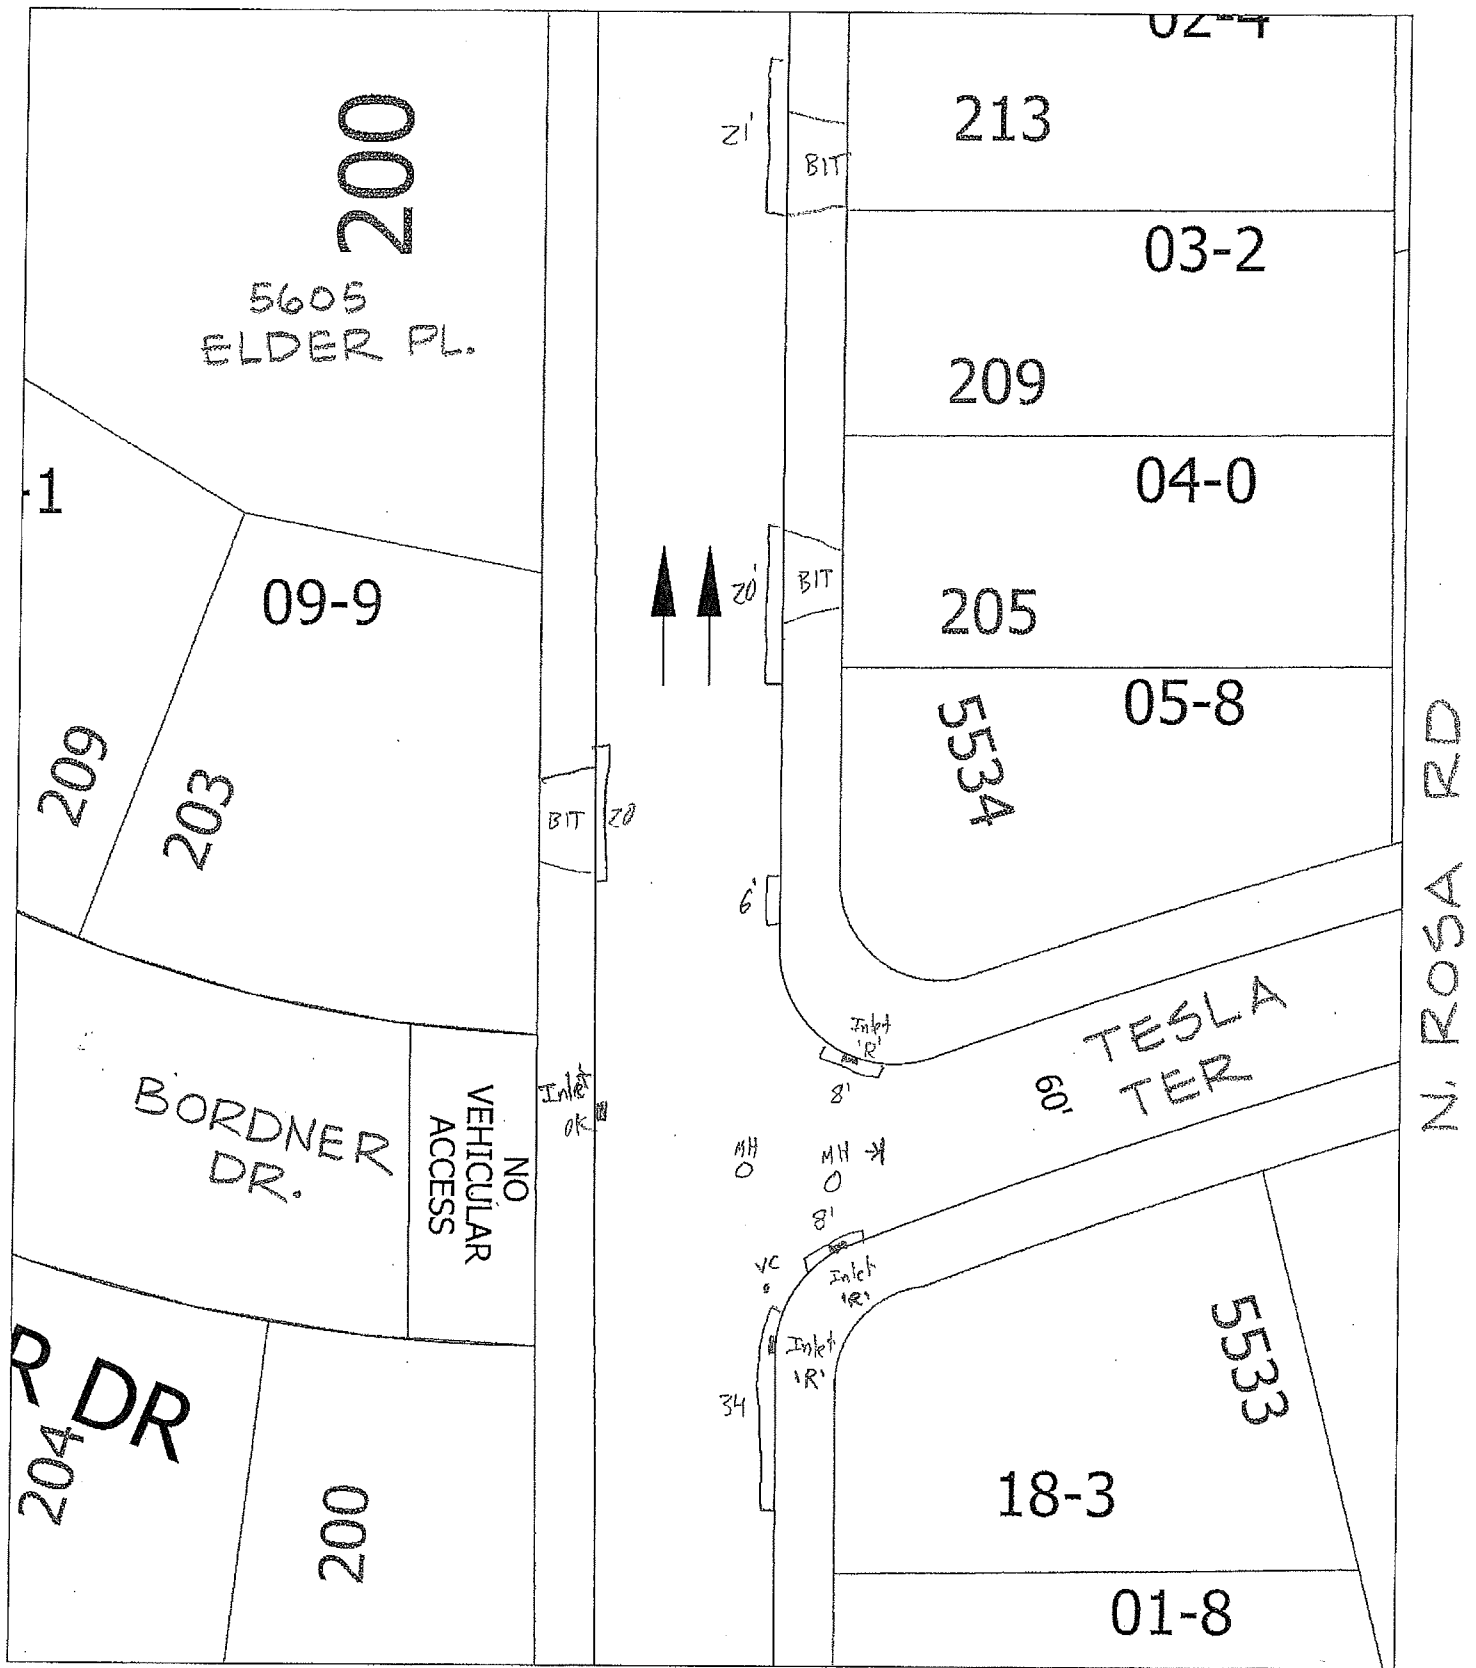 02-4
213
21'
BIT
200
5605
ELDER PL.
03-2
209
-1
04-0
20'
BIT
205
09-9
05-8
5534
209
203
BIT
20
6'
N. ROSA RD
TESLA
TER
60'
Inlet
'R'
8'
BORDNER
DR.
NO
VEHICULAR
ACCESS
Inlet
OK
MH
MH
8'
VC
Inlet
'R'
Inlet
'R'
34
5533
R DR
204
200
18-3
01-8